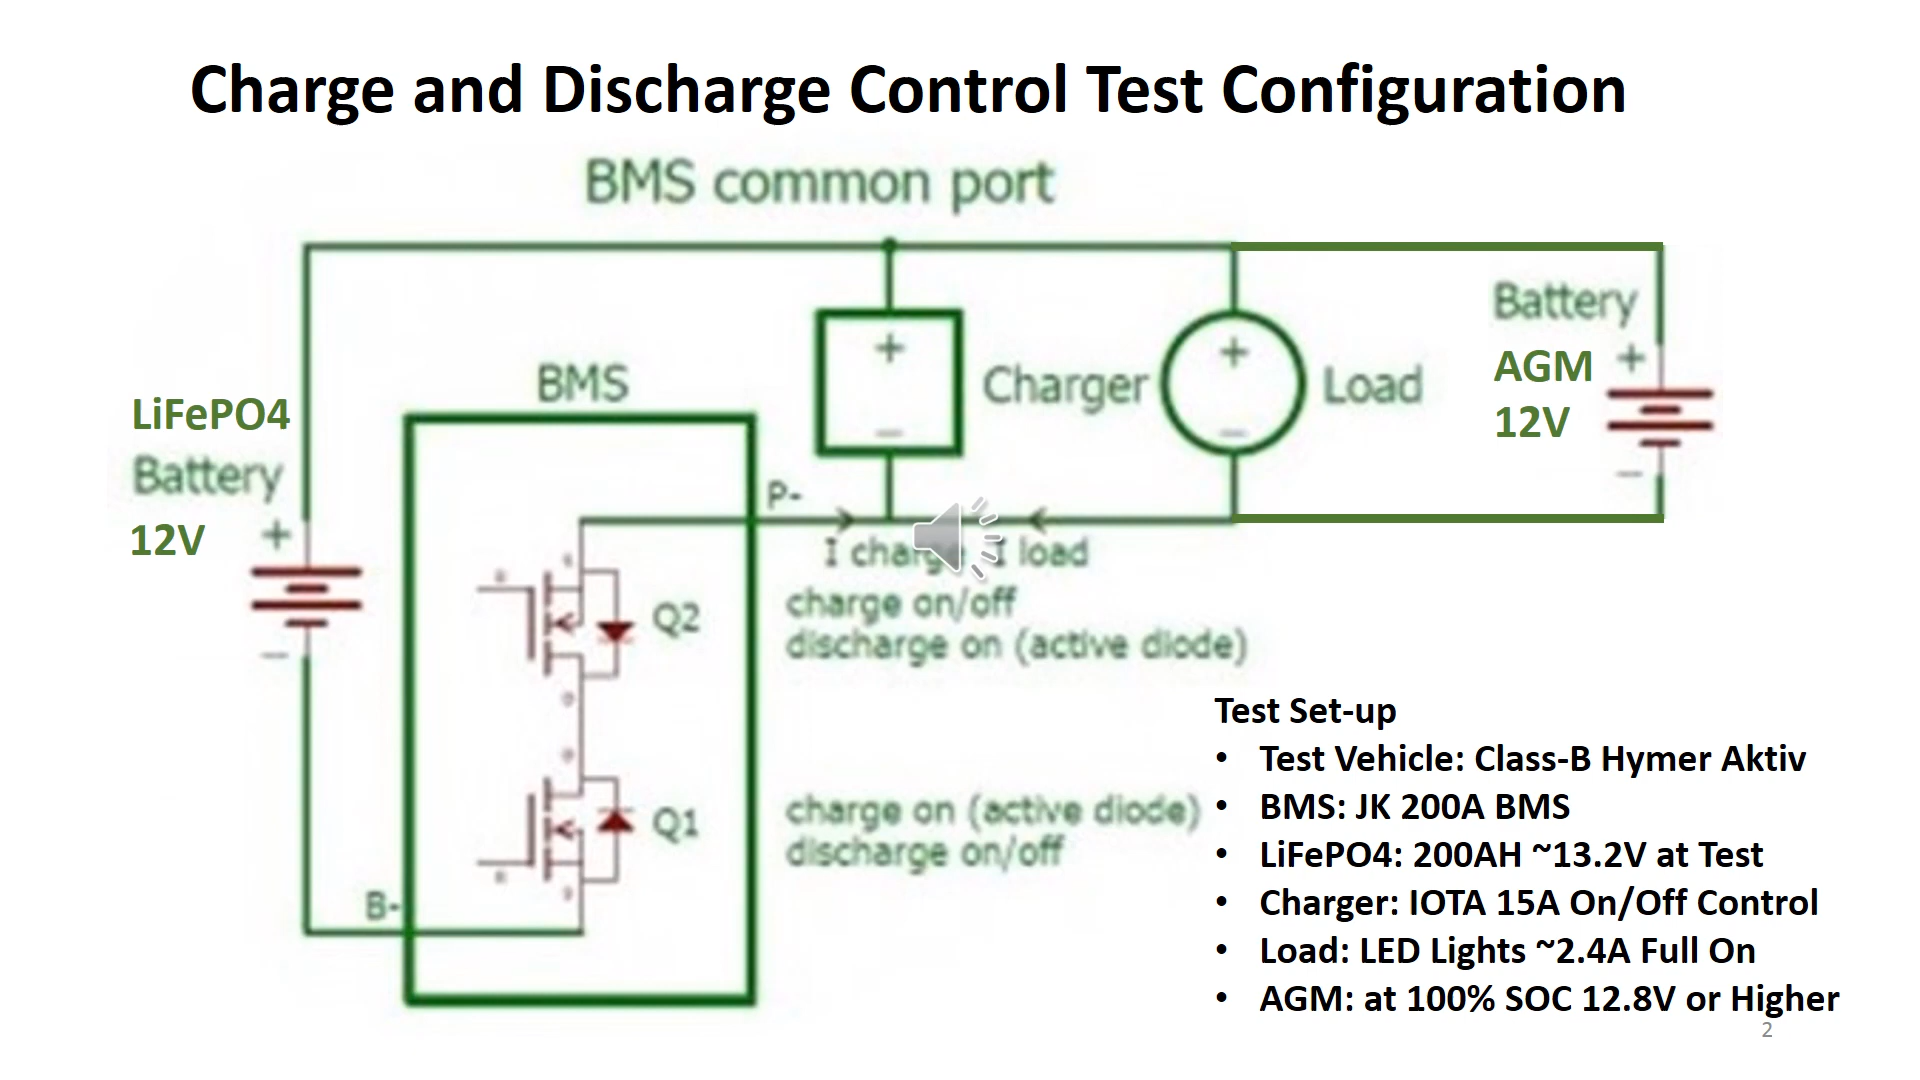 Charge and Discharge Control Test Configuration
BMS common port
Battery
AGM
12V
BMS
Charger
Load
LiFePO4
Battery
12V
P-
I charge I load
charge on/off
discharge on (active diode)
Q2
Q1
charge on (active diode)
discharge on/off
B-
Test Set-up
• Test Vehicle: Class-B Hymer Aktiv
• BMS: JK 200A BMS
• LiFePO4: 200AH ~13.2V at Test
• Charger: IOTA 15A On/Off Control
• Load: LED Lights ~2.4A Full On
• AGM: at 100% SOC 12.8V or Higher
2